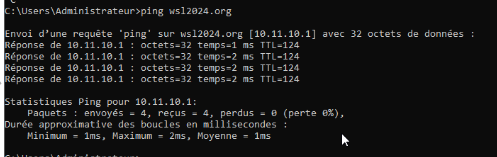 C:\Users\Administrateur>ping wsl2024.org
Envoi d'une requête 'ping' sur wsl2024.org [10.11.10.1] avec 32 octets de données :
Réponse de 10.11.10.1 : octets=32 temps=1 ms TTL=124
Réponse de 10.11.10.1 : octets=32 temps=2 ms TTL=124
Réponse de 10.11.10.1 : octets=32 temps=2 ms TTL=124
Réponse de 10.11.10.1 : octets=32 temps=2 ms TTL=124
Statistiques Ping pour 10.11.10.1:
Paquets : envoyés = 4, reçus = 4, perdus = 0 (perte 0%),
Durée approximative des boucles en millisecondes :
Minimum = 1ms, Maximum = 2ms, Moyenne = 1ms
C:\Users\Administrateur>